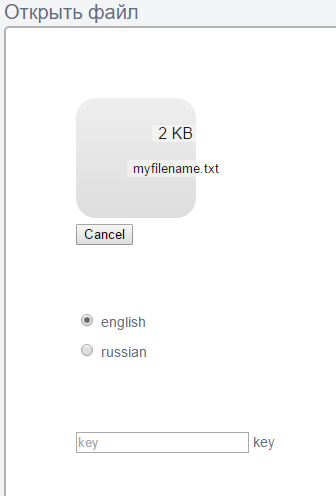 Открыть файл
2 KB
myfilename.txt
Cancel
english
russian
key key